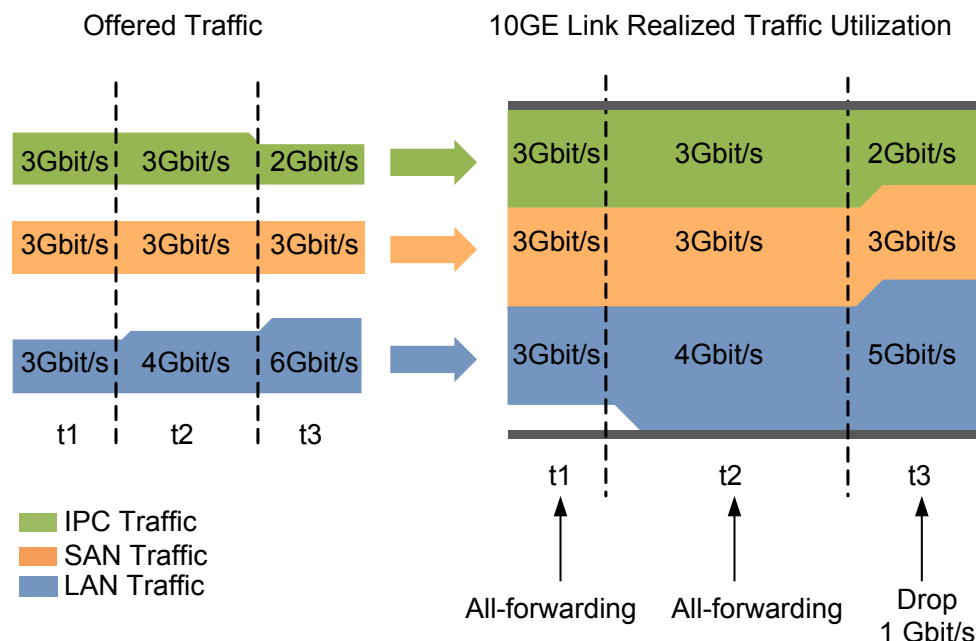 Offered Traffic
10GE Link Realized Traffic Utilization
3Gbit/s 3Gbit/s 2Gbit/s
3Gbit/s 3Gbit/s 3Gbit/s
3Gbit/s 4Gbit/s 6Gbit/s
t1 t2 t3
3Gbit/s 3Gbit/s 2Gbit/s
3Gbit/s 3Gbit/s 3Gbit/s
3Gbit/s 4Gbit/s 5Gbit/s
t1 t2 t3
IPC Traffic
SAN Traffic
LAN Traffic
All-forwarding
All-forwarding
Drop
1 Gbit/s